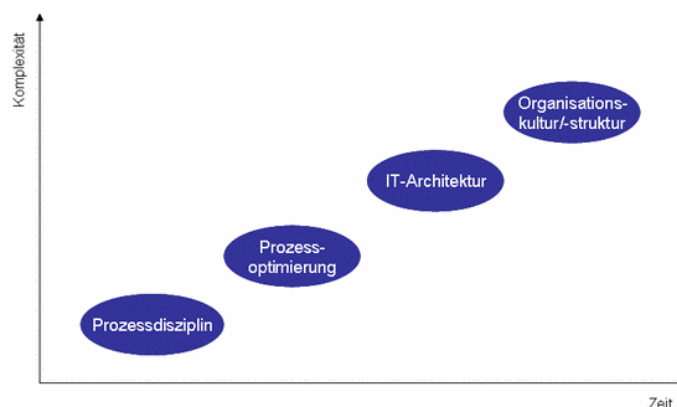 Komplexität
Organisations-
kultur/-struktur
IT-Architektur
Prozess-
optimierung
Prozessdisziplin
Zeit